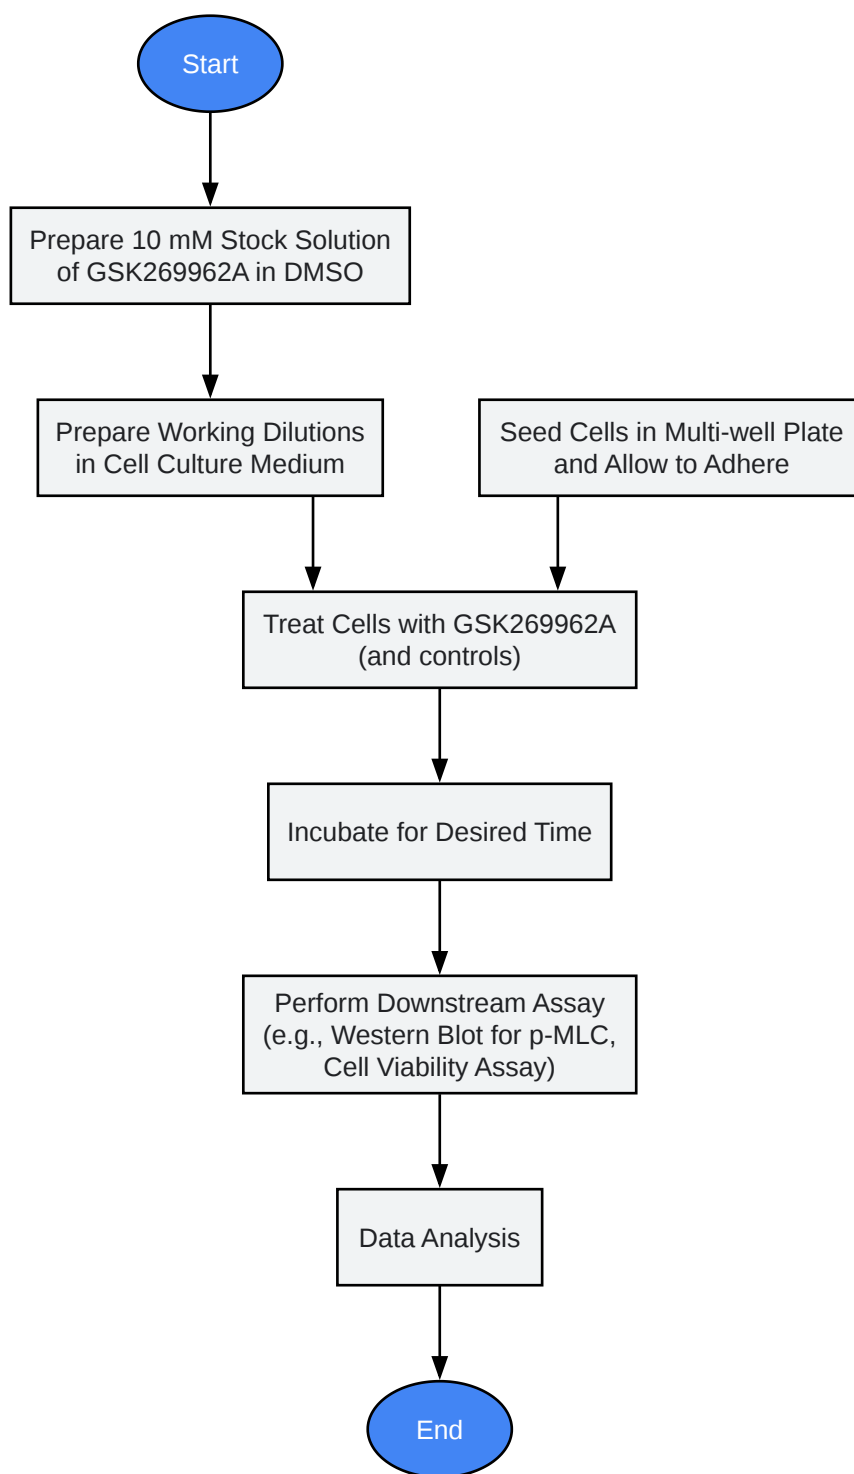 Start
Prepare 10 mM Stock Solution
of GSK269962A in DMSO
Prepare Working Dilutions
in Cell Culture Medium
Seed Cells in Multi-well Plate
and Allow to Adhere
Treat Cells with GSK269962A
(and controls)
Incubate for Desired Time
Perform Downstream Assay
(e.g., Western Blot for p-MLC,
Cell Viability Assay)
Data Analysis
End